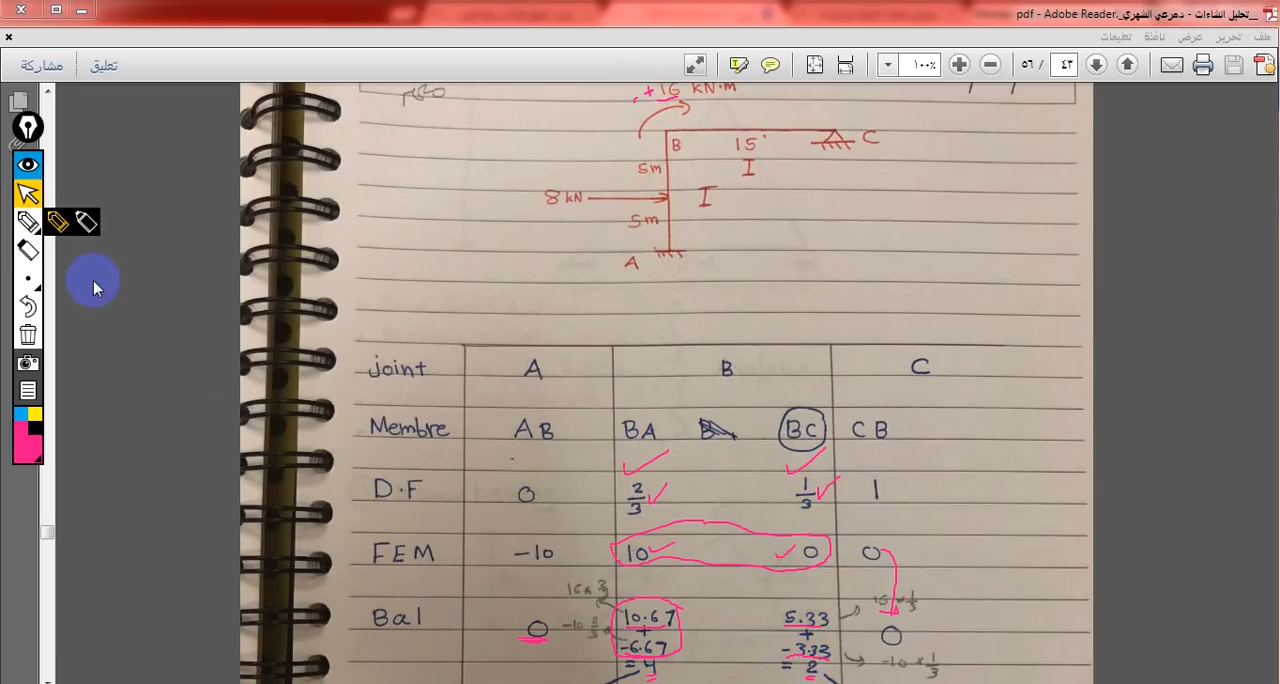 تحليل انشاءات - د.مرعي الشهري_.pdf - Adobe Reader
ملف تحرير عرض نافذة تعليمات
تعليق مشاركة
١٠٠% ٥٦ / ٤٣
+16 kN.m
B 15 C
5m I
8 kN I
5m
A
joint A B C
Membre AB BA BC CB
D.F 0 2/3 1/3 1
FEM -10 10 0 0
16 * 2/3 16 * 1/3
Bal 0 10.67 5.33 0
+ +
-10 2/3 -6.67 -3.33 -10 * 1/3
= 4 = 2